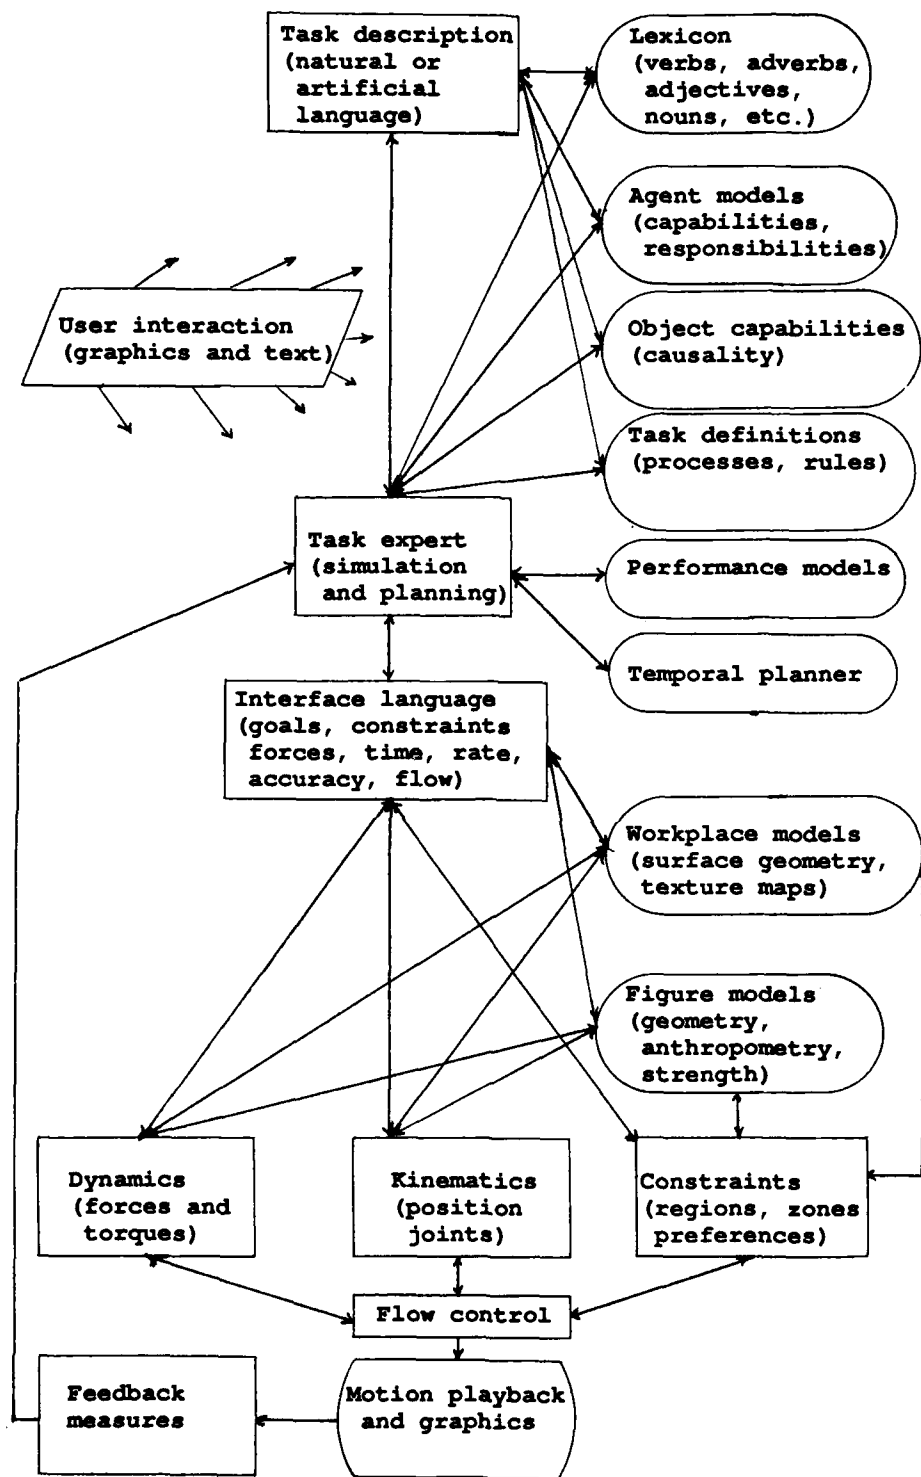 Task description
(natural or
artificial
language)
Lexicon
(verbs, adverbs,
adjectives,
nouns, etc.)
Agent models
(capabilities,
responsibilities)
User interaction
(graphics and text)
Object capabilities
(causality)
Task definitions
(processes, rules)
Task expert
(simulation
and planning)
Performance models
Temporal planner
Interface language
(goals, constraints
forces, time, rate,
accuracy, flow)
Workplace models
(surface geometry,
texture maps)
Figure models
(geometry,
anthropometry,
strength)
Dynamics
(forces and
torques)
Kinematics
(position
joints)
Constraints
(regions, zones
preferences)
Flow control
Feedback
measures
Motion playback
and graphics